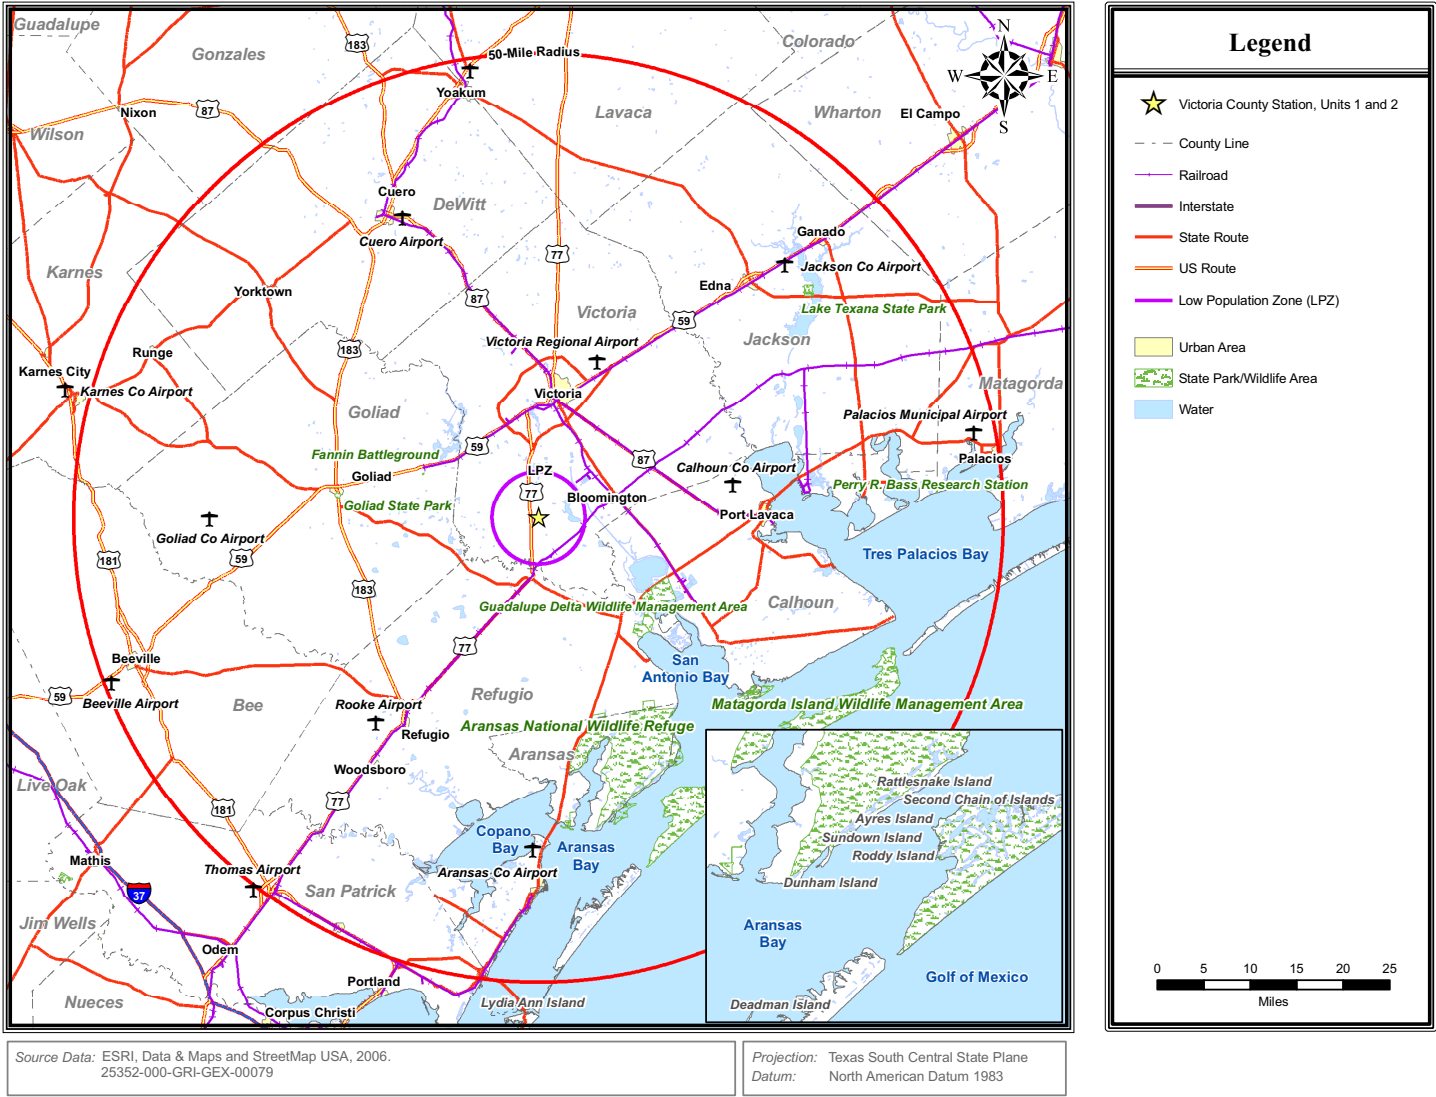 Guadalupe
Gonzales
183
Colorado
50-Mile Radius
N
W
E
S
Yoakum
Nixon
87
Lavaca
Wharton
El Campo
Wilson
Cuero
DeWitt
Cuero Airport
Ganado
77
Jackson Co Airport
Karnes
Edna
Yorktown
87
Lake Texana State Park
Victoria
59
Victoria Regional Airport
Jackson
183
Runge
Karnes City
Karnes Co Airport
Matagorda
Victoria
Goliad
Palacios Municipal Airport
Fannin Battleground
59
87
Palacios
Calhoun Co Airport
LPZ
Goliad
77
Bloomington
Perry R. Bass Research Station
Goliad State Park
Port Lavaca
Goliad Co Airport
59
181
Tres Palacios Bay
183
Guadalupe Delta Wildlife Management Area
Calhoun
77
Beeville
San
Antonio Bay
59
Beeville Airport
Bee
Rooke Airport
Refugio
Matagorda Island Wildlife Management Area
Refugio
Aransas National Wildlife Refuge
Aransas
Woodsboro
Live Oak
77
181
Rattlesnake Island
Second Chain of Islands
Ayres Island
Sundown Island
Roddy Island
Dunham Island
Copano
Bay
Aransas
Bay
Mathis
Thomas Airport
Aransas Co Airport
37
San Patrick
Jim Wells
Aransas
Bay
Odem
Gulf of Mexico
Portland
Nueces
Lydia Ann Island
Deadman Island
Corpus Christi
Legend
Victoria County Station, Units 1 and 2
County Line
Railroad
Interstate
State Route
US Route
Low Population Zone (LPZ)
Urban Area
State Park/Wildlife Area
Water
0 5 10 15 20 25
Miles
Source Data: ESRI, Data & Maps and StreetMap USA, 2006.
25352-000-GRI-GEX-00079
Projection: Texas South Central State Plane
Datum: North American Datum 1983